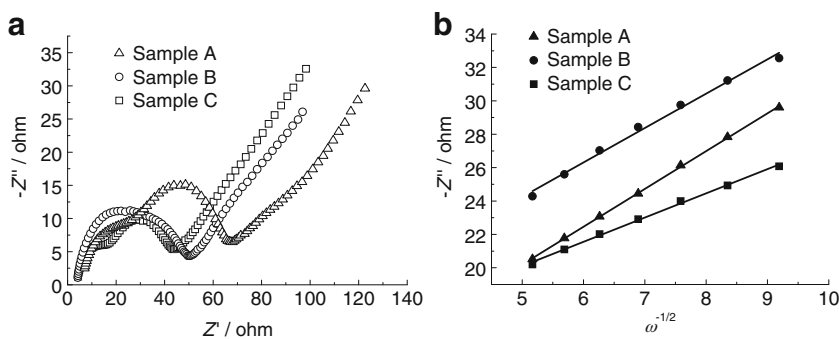 a
35
30
25
20
15
10
5
0
-Z" / ohm
Sample A
Sample B
Sample C
0 20 40 60 80 100 120 140
Z' / ohm
b
34
32
30
28
26
24
22
20
-Z" / ohm
Sample A
Sample B
Sample C
5 6 7 8 9 10
ω⁻¹/²